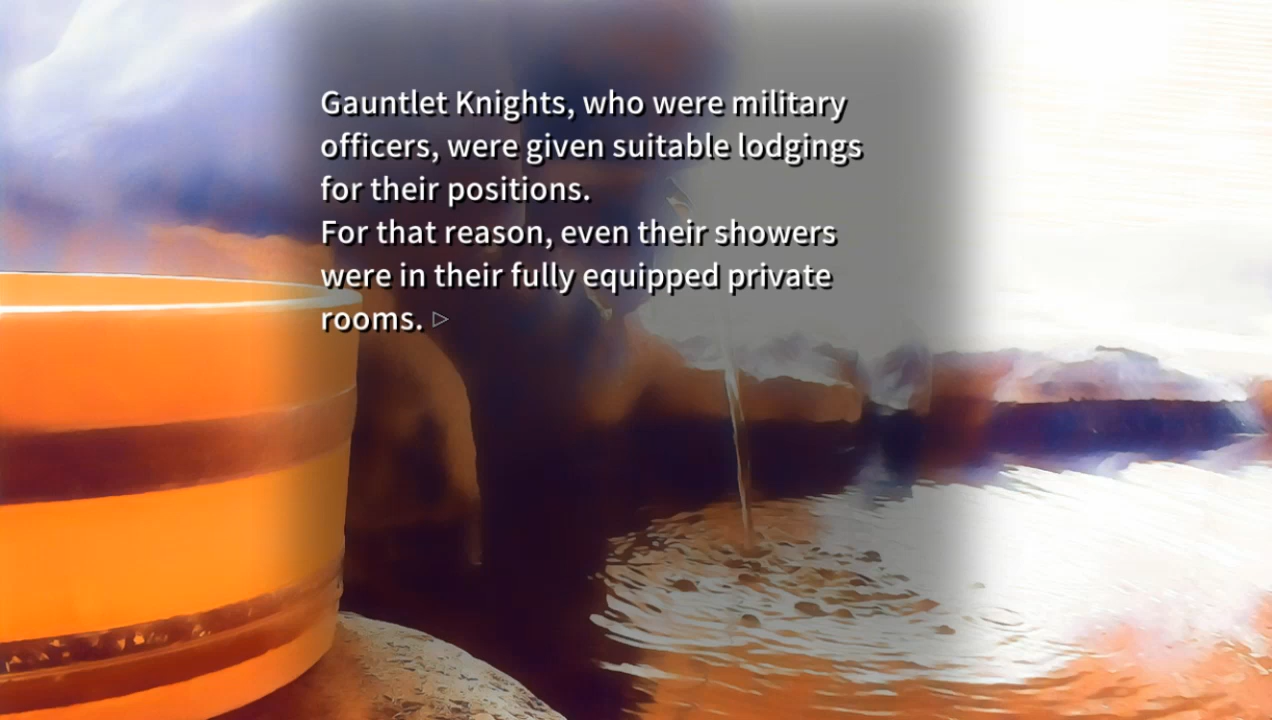 Gauntlet Knights, who were military
officers, were given suitable lodgings
for their positions.
For that reason, even their showers
were in their fully equipped private
rooms.